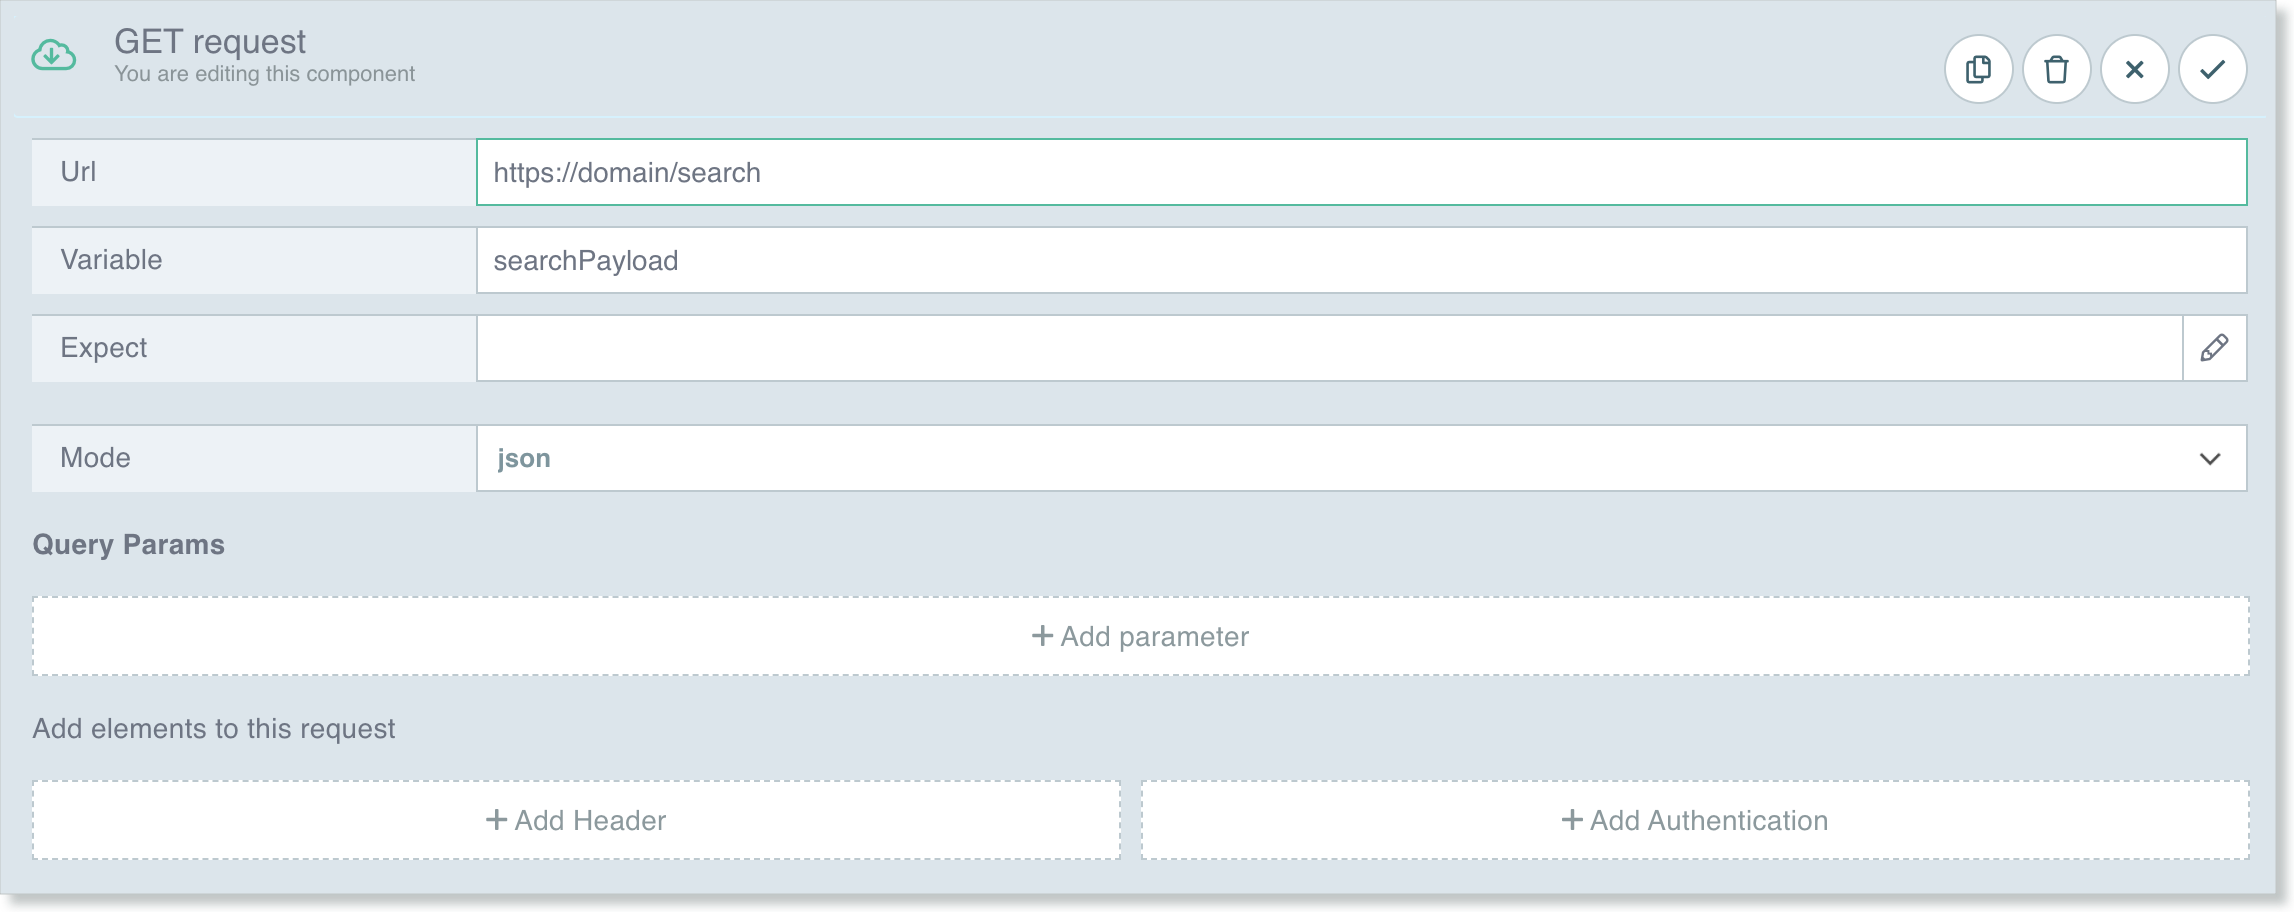 GET request
You are editing this component
Url
https://domain/search
Variable
searchPayload
Expect
Mode
json
Query Params
+ Add parameter
Add elements to this request
+ Add Header
+ Add Authentication